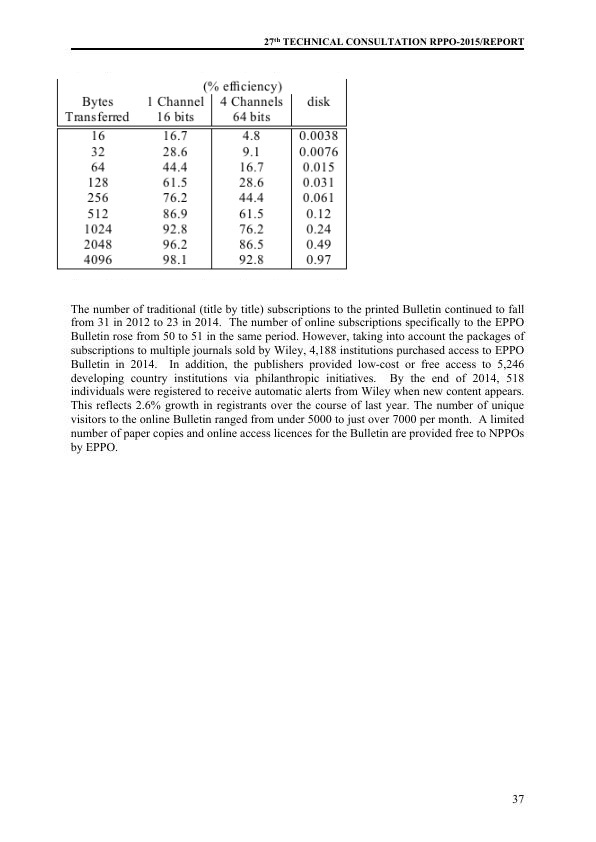 27th TECHNICAL CONSULTATION RPPO-2015/REPORT
(% efficiency)
Bytes 1 Channel 4 Channels disk
Transferred 16 bits 64 bits
16 16.7 4.8 0.0038
32 28.6 9.1 0.0076
64 44.4 16.7 0.015
128 61.5 28.6 0.031
256 76.2 44.4 0.061
512 86.9 61.5 0.12
1024 92.8 76.2 0.24
2048 96.2 86.5 0.49
4096 98.1 92.8 0.97
The number of traditional (title by title) subscriptions to the printed Bulletin continued to fall
from 31 in 2012 to 23 in 2014. The number of online subscriptions specifically to the EPPO
Bulletin rose from 50 to 51 in the same period. However, taking into account the packages of
subscriptions to multiple journals sold by Wiley, 4,188 institutions purchased access to EPPO
Bulletin in 2014. In addition, the publishers provided low-cost or free access to 5,246
developing country institutions via philanthropic initiatives. By the end of 2014, 518
individuals were registered to receive automatic alerts from Wiley when new content appears.
This reflects 2.6% growth in registrants over the course of last year. The number of unique
visitors to the online Bulletin ranged from under 5000 to just over 7000 per month. A limited
number of paper copies and online access licences for the Bulletin are provided free to NPPOs
by EPPO.
37